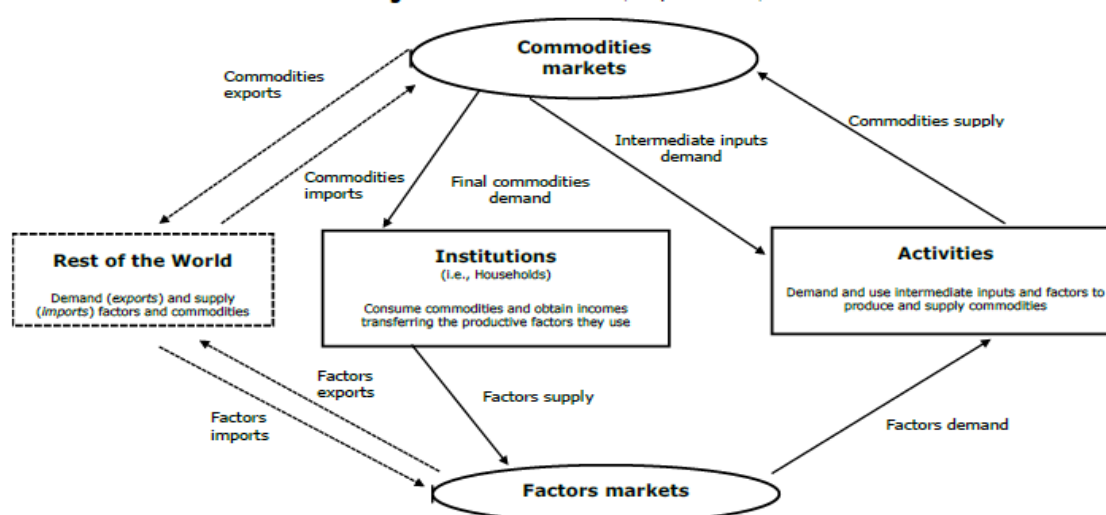 Commodities
markets
Commodities
exports
Commodities supply
Intermediate inputs
demand
Commodities
imports
Final commodities
demand
Rest of the World
Demand (exports) and supply
(imports) factors and commodities
Institutions
(i.e., Households)
Consume commodities and obtain incomes
transferring the productive factors they use
Activities
Demand and use intermediate inputs and factors to
produce and supply commodities
Factors
exports
Factors
imports
Factors supply
Factors demand
Factors markets